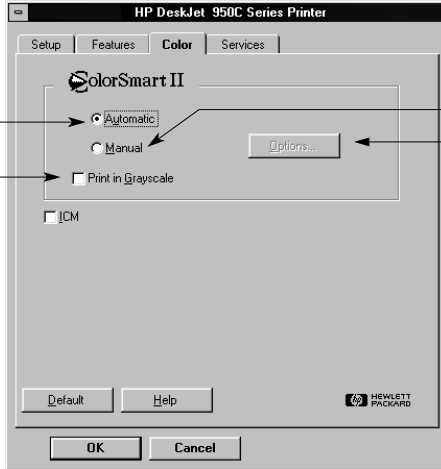 HP DeskJet 950C Series Printer
Setup Features Color Services
ColorSmart II
Automatic
Manual
Options...
Print in Grayscale
ICM
Default Help
HEWLETT
PACKARD
OK Cancel